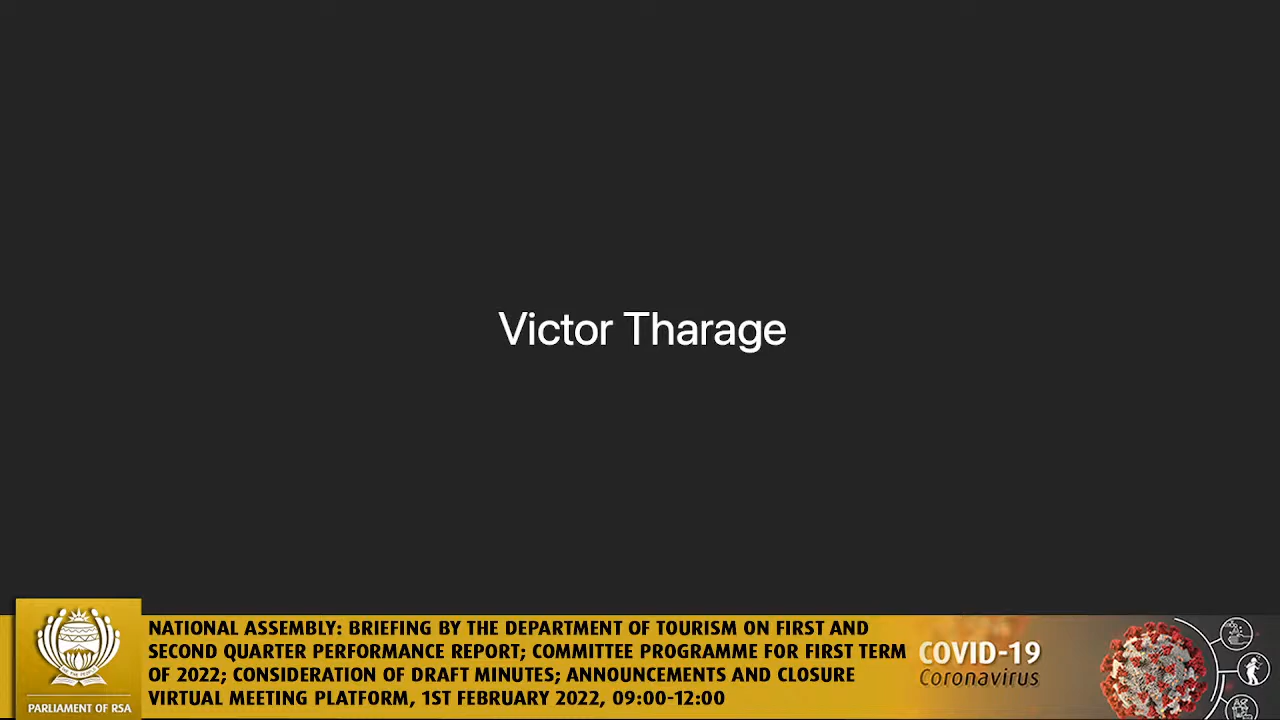 Victor Tharage
NATIONAL ASSEMBLY: BRIEFING BY THE DEPARTMENT OF TOURISM ON FIRST AND
SECOND QUARTER PERFORMANCE REPORT; COMMITTEE PROGRAMME FOR FIRST TERM
OF 2022; CONSIDERATION OF DRAFT MINUTES; ANNOUNCEMENTS AND CLOSURE
VIRTUAL MEETING PLATFORM, 1ST FEBRUARY 2022, 09:00-12:00
PARLIAMENT OF RSA
COVID-19
Coronavirus